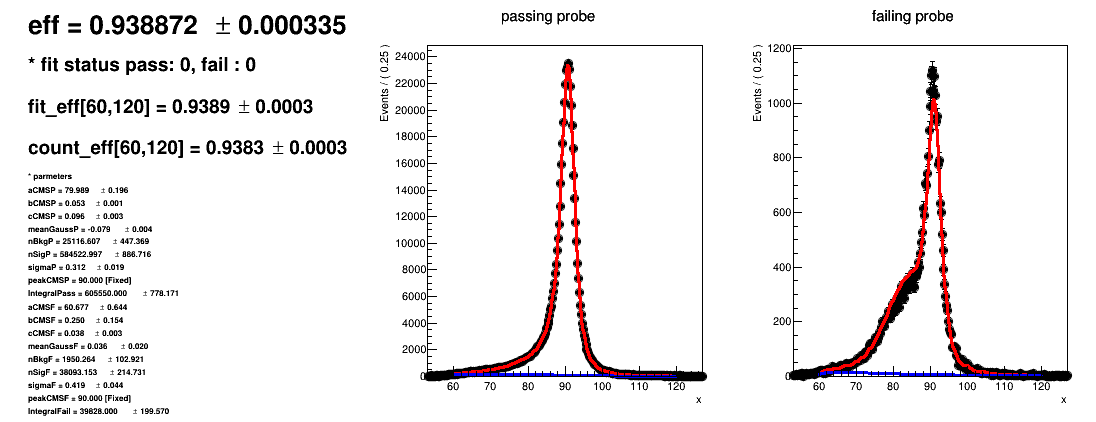 eff = 0.938872 ± 0.000335
* fit status pass: 0, fail : 0
fit_eff[60,120] = 0.9389 ± 0.0003
count_eff[60,120] = 0.9383 ± 0.0003
* parmeters
aCMSP = 79.989 ± 0.196
bCMSP = 0.053 ± 0.001
cCMSP = 0.096 ± 0.003
meanGaussP = -0.079 ± 0.004
nBkgP = 25116.607 ± 447.369
nSigP = 584522.997 ± 886.716
sigmaP = 0.312 ± 0.019
peakCMSP = 90.000 [Fixed]
IntegralPass = 605550.000 ± 778.171
aCMSF = 60.677 ± 0.644
bCMSF = 0.250 ± 0.154
cCMSF = 0.038 ± 0.003
meanGaussF = 0.036 ± 0.020
nBkgF = 1950.264 ± 102.921
nSigF = 38093.153 ± 214.731
sigmaF = 0.419 ± 0.044
peakCMSF = 90.000 [Fixed]
IntegralFail = 39828.000 ± 199.570
passing probe
Events / ( 0.25 )
24000
22000
20000
18000
16000
14000
12000
10000
8000
6000
4000
2000
0
60 70 80 90 100 110 120
x
failing probe
Events / ( 0.25 )
1200
1000
800
600
400
200
0
60 70 80 90 100 110 120
x